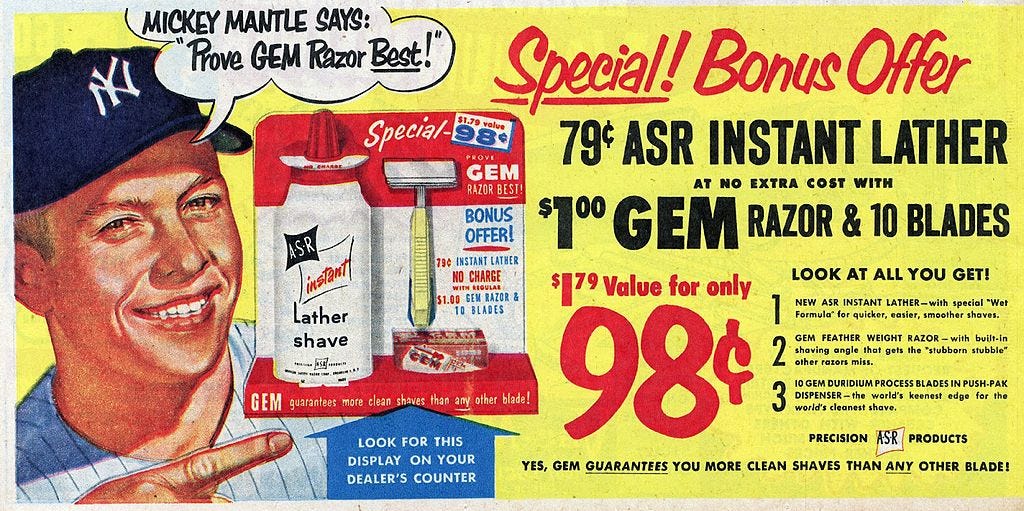 MICKEY MANTLE SAYS:
"Prove GEM Razor Best!"
NY
Special! Bonus Offer
79¢ ASR INSTANT LATHER
AT NO EXTRA COST WITH
$1.00 GEM RAZOR & 10 BLADES
$1.79 Value for only
98¢
LOOK AT ALL YOU GET!
1 NEW ASR INSTANT LATHER—with special "Wet
Formula" for quicker, easier, smoother shaves.
2 GEM FEATHER WEIGHT RAZOR—with built-in
shaving angle that gets the "stubborn stubble"
other razors miss.
3 10 GEM DURIDIUM PROCESS BLADES IN PUSH-PAK
DISPENSER—the world's keenest edge for the
world's cleanest shave.
PRECISION ASR PRODUCTS
YES, GEM GUARANTEES YOU MORE CLEAN SHAVES THAN ANY OTHER BLADE!
Special-
$1.79 value
98¢
NO CHARGE
PROVE
GEM
RAZOR BEST!
BONUS
OFFER!
79¢ INSTANT LATHER
NO CHARGE
WITH REGULAR
$1.00 GEM RAZOR &
10 BLADES
A·S·R
instant
Lather
shave
PRECISION ASR PRODUCTS
GEM guarantees more clean shaves than any other blade!
LOOK FOR THIS
DISPLAY ON YOUR
DEALER'S COUNTER